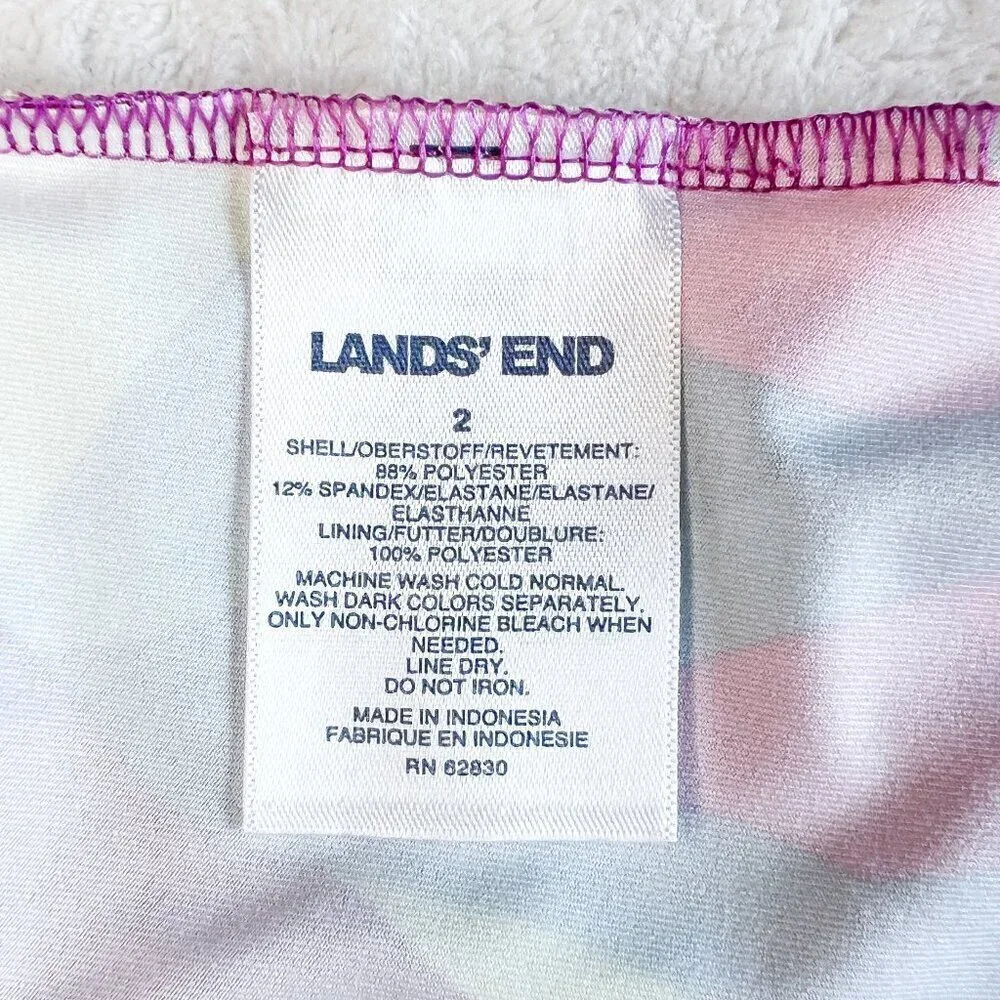 LANDS' END
2
SHELL/OBERSTOFF/REVETEMENT:
88% POLYESTER
12% SPANDEX/ELASTANE/ELASTANE/
ELASTHANNE
LINING/FUTTER/DOUBLURE:
100% POLYESTER
MACHINE WASH COLD NORMAL.
WASH DARK COLORS SEPARATELY.
ONLY NON-CHLORINE BLEACH WHEN
NEEDED.
LINE DRY.
DO NOT IRON.
MADE IN INDONESIA
FABRIQUE EN INDONESIE
RN 62830